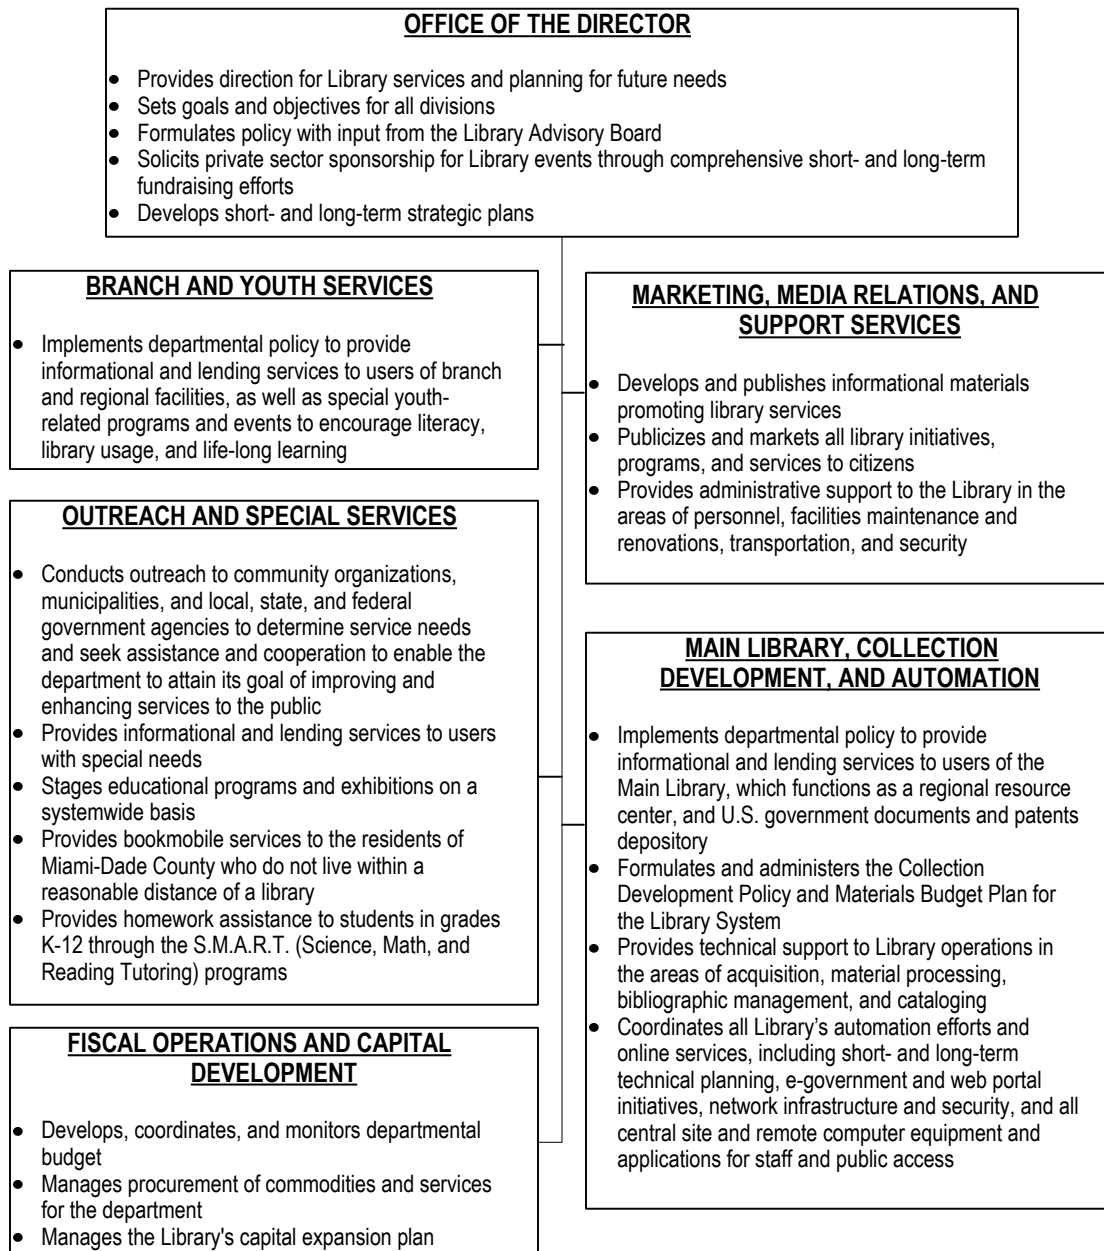 OFFICE OF THE DIRECTOR
• Provides direction for Library services and planning for future needs
• Sets goals and objectives for all divisions
• Formulates policy with input from the Library Advisory Board
• Solicits private sector sponsorship for Library events through comprehensive short- and long-term
fundraising efforts
• Develops short- and long-term strategic plans
BRANCH AND YOUTH SERVICES
• Implements departmental policy to provide
informational and lending services to users of branch
and regional facilities, as well as special youth-
related programs and events to encourage literacy,
library usage, and life-long learning
MARKETING, MEDIA RELATIONS, AND
SUPPORT SERVICES
• Develops and publishes informational materials
promoting library services
• Publicizes and markets all library initiatives,
programs, and services to citizens
• Provides administrative support to the Library in the
areas of personnel, facilities maintenance and
renovations, transportation, and security
OUTREACH AND SPECIAL SERVICES
• Conducts outreach to community organizations,
municipalities, and local, state, and federal
government agencies to determine service needs
and seek assistance and cooperation to enable the
department to attain its goal of improving and
enhancing services to the public
• Provides informational and lending services to users
with special needs
• Stages educational programs and exhibitions on a
systemwide basis
• Provides bookmobile services to the residents of
Miami-Dade County who do not live within a
reasonable distance of a library
• Provides homework assistance to students in grades
K-12 through the S.M.A.R.T. (Science, Math, and
Reading Tutoring) programs
MAIN LIBRARY, COLLECTION
DEVELOPMENT, AND AUTOMATION
• Implements departmental policy to provide
informational and lending services to users of the
Main Library, which functions as a regional resource
center, and U.S. government documents and patents
depository
• Formulates and administers the Collection
Development Policy and Materials Budget Plan for
the Library System
• Provides technical support to Library operations in
the areas of acquisition, material processing,
bibliographic management, and cataloging
• Coordinates all Library's automation efforts and
online services, including short- and long-term
technical planning, e-government and web portal
initiatives, network infrastructure and security, and all
central site and remote computer equipment and
applications for staff and public access
FISCAL OPERATIONS AND CAPITAL
DEVELOPMENT
• Develops, coordinates, and monitors departmental
budget
• Manages procurement of commodities and services
for the department
• Manages the Library's capital expansion plan